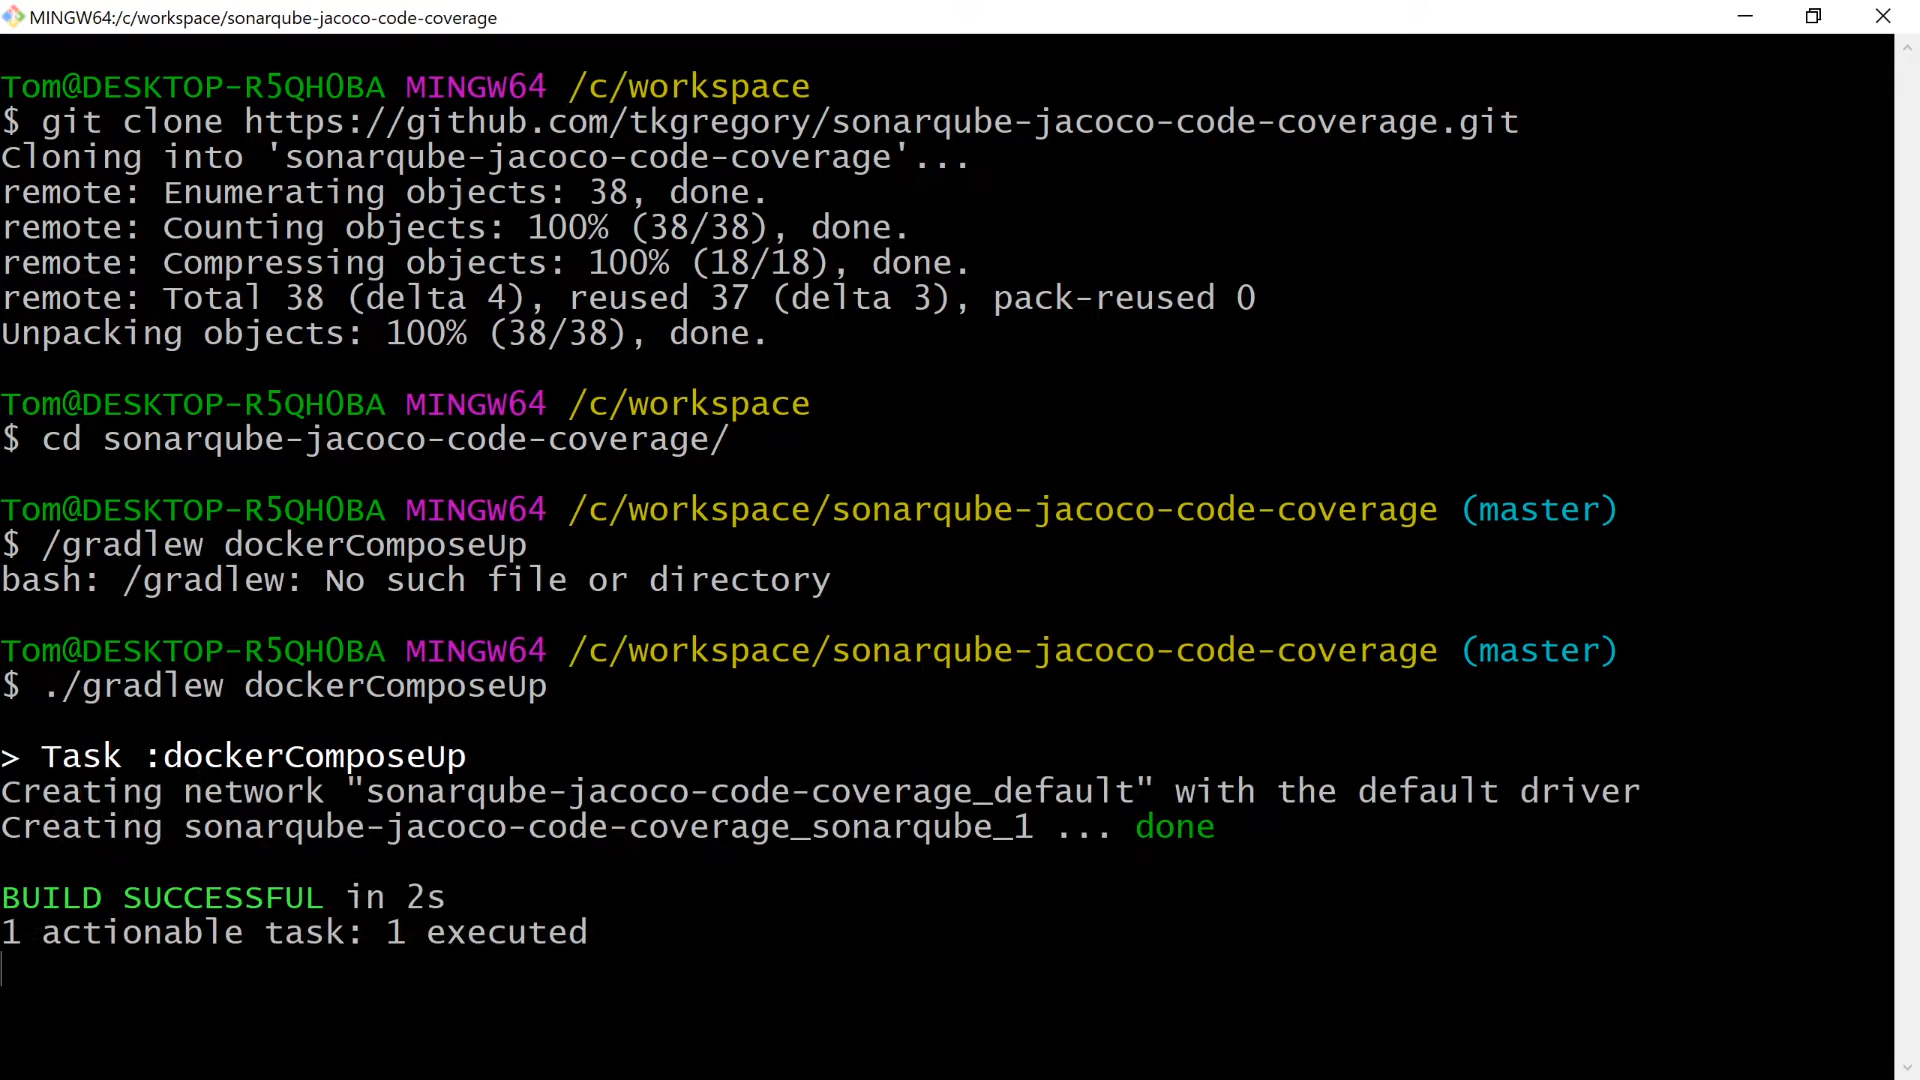 MINGW64:/c/workspace/sonarqube-jacoco-code-coverage
Tom@DESKTOP-R5QH0BA MINGW64 /c/workspace
$ git clone https://github.com/tkgregory/sonarqube-jacoco-code-coverage.git
Cloning into 'sonarqube-jacoco-code-coverage'...
remote: Enumerating objects: 38, done.
remote: Counting objects: 100% (38/38), done.
remote: Compressing objects: 100% (18/18), done.
remote: Total 38 (delta 4), reused 37 (delta 3), pack-reused 0
Unpacking objects: 100% (38/38), done.
Tom@DESKTOP-R5QH0BA MINGW64 /c/workspace
$ cd sonarqube-jacoco-code-coverage/
Tom@DESKTOP-R5QH0BA MINGW64 /c/workspace/sonarqube-jacoco-code-coverage (master)
$ /gradlew dockerComposeUp
bash: /gradlew: No such file or directory
Tom@DESKTOP-R5QH0BA MINGW64 /c/workspace/sonarqube-jacoco-code-coverage (master)
$ ./gradlew dockerComposeUp
> Task :dockerComposeUp
Creating network "sonarqube-jacoco-code-coverage_default" with the default driver
Creating sonarqube-jacoco-code-coverage_sonarqube_1 ... done
BUILD SUCCESSFUL in 2s
1 actionable task: 1 executed